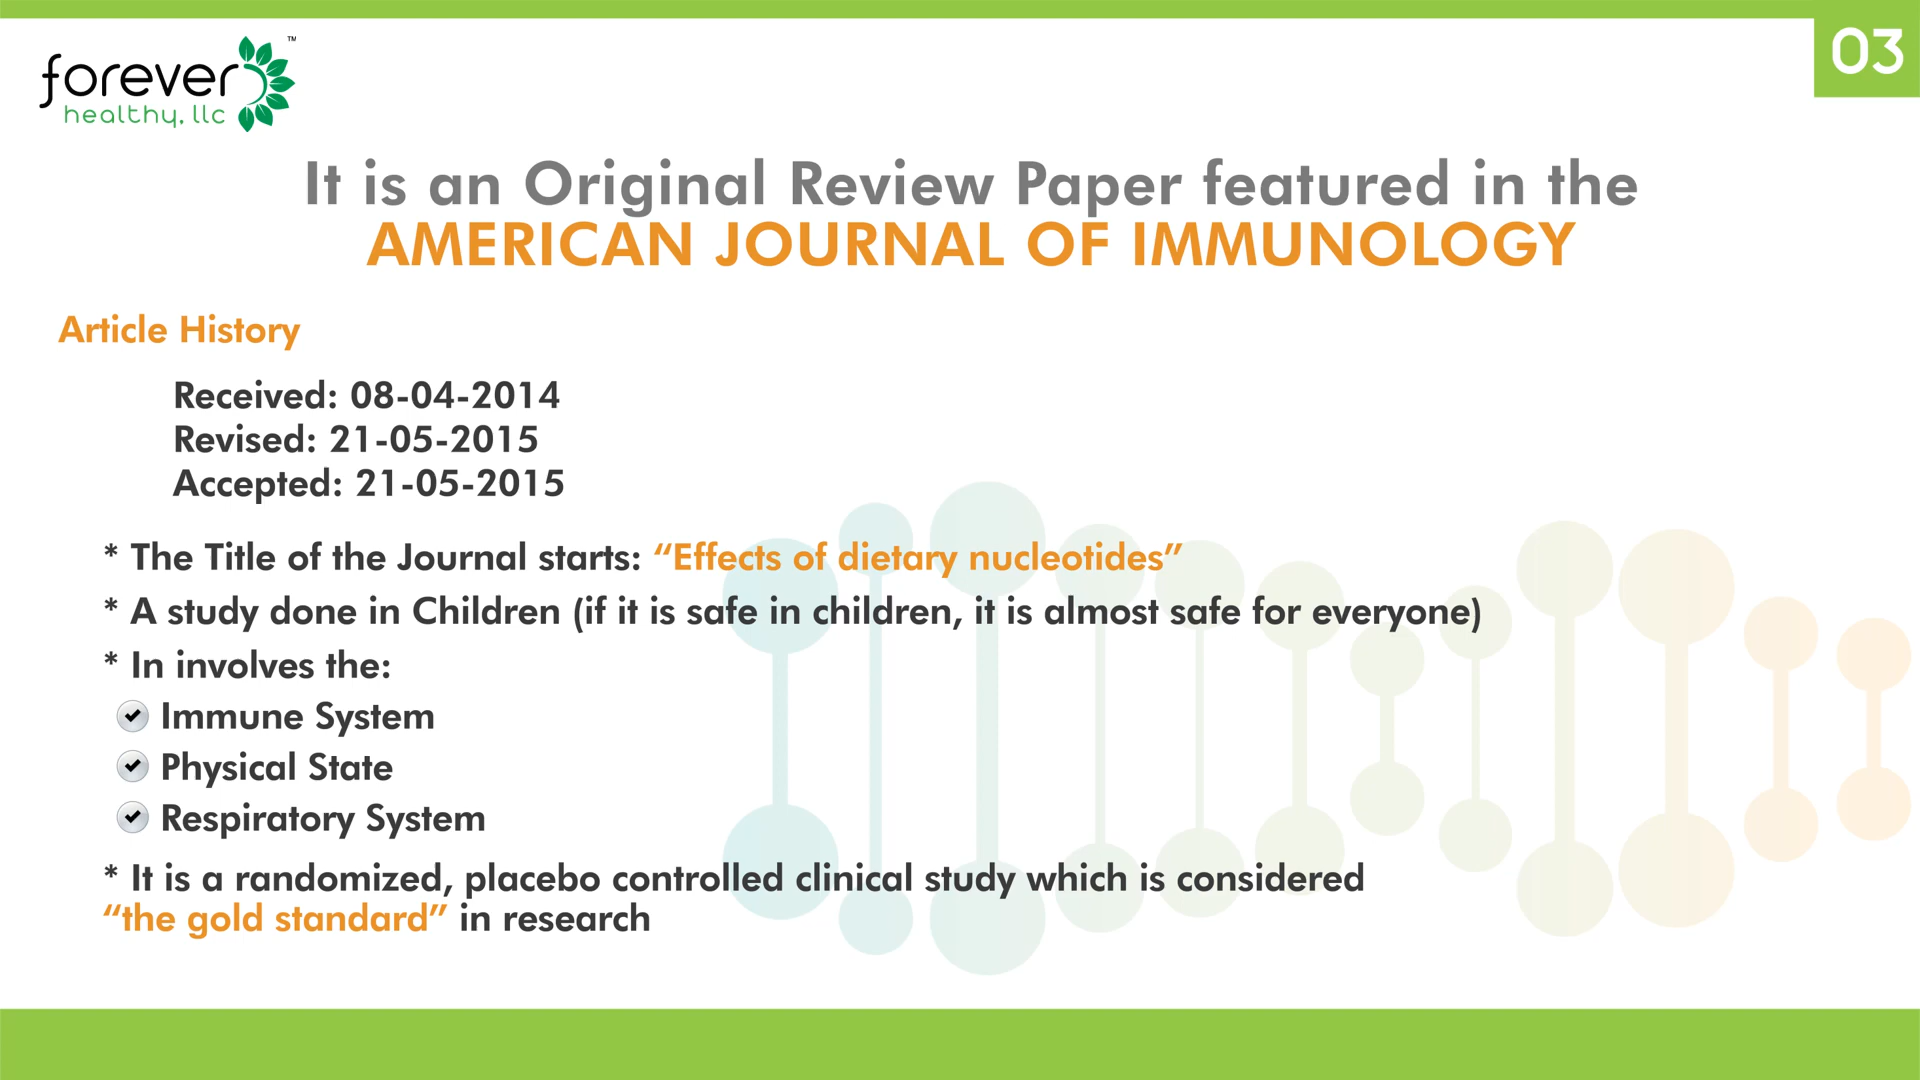 forever
TM
healthy, llc
03
It is an Original Review Paper featured in the
AMERICAN JOURNAL OF IMMUNOLOGY
Article History
Received: 08-04-2014
Revised: 21-05-2015
Accepted: 21-05-2015
* The Title of the Journal starts: “Effects of dietary nucleotides”
* A study done in Children (if it is safe in children, it is almost safe for everyone)
* In involves the:
Immune System
Physical State
Respiratory System
* It is a randomized, placebo controlled clinical study which is considered
“the gold standard” in research